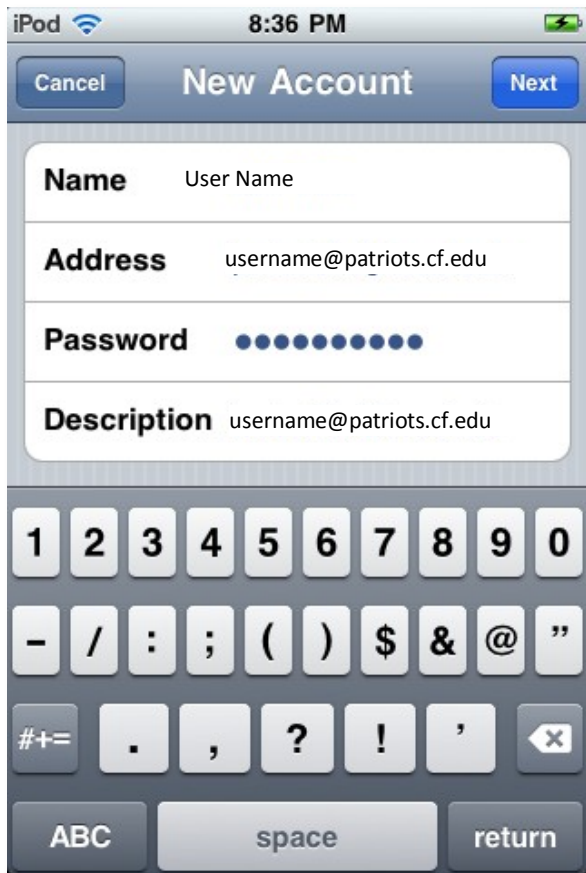 iPod 8:36 PM
Cancel New Account Next
Name User Name
Address username@patriots.cf.edu
Password ●●●●●●●●●●
Description username@patriots.cf.edu
1 2 3 4 5 6 7 8 9 0
- / : ; ( ) $ & @ ”
#+= . , ? ! ’
ABC space return